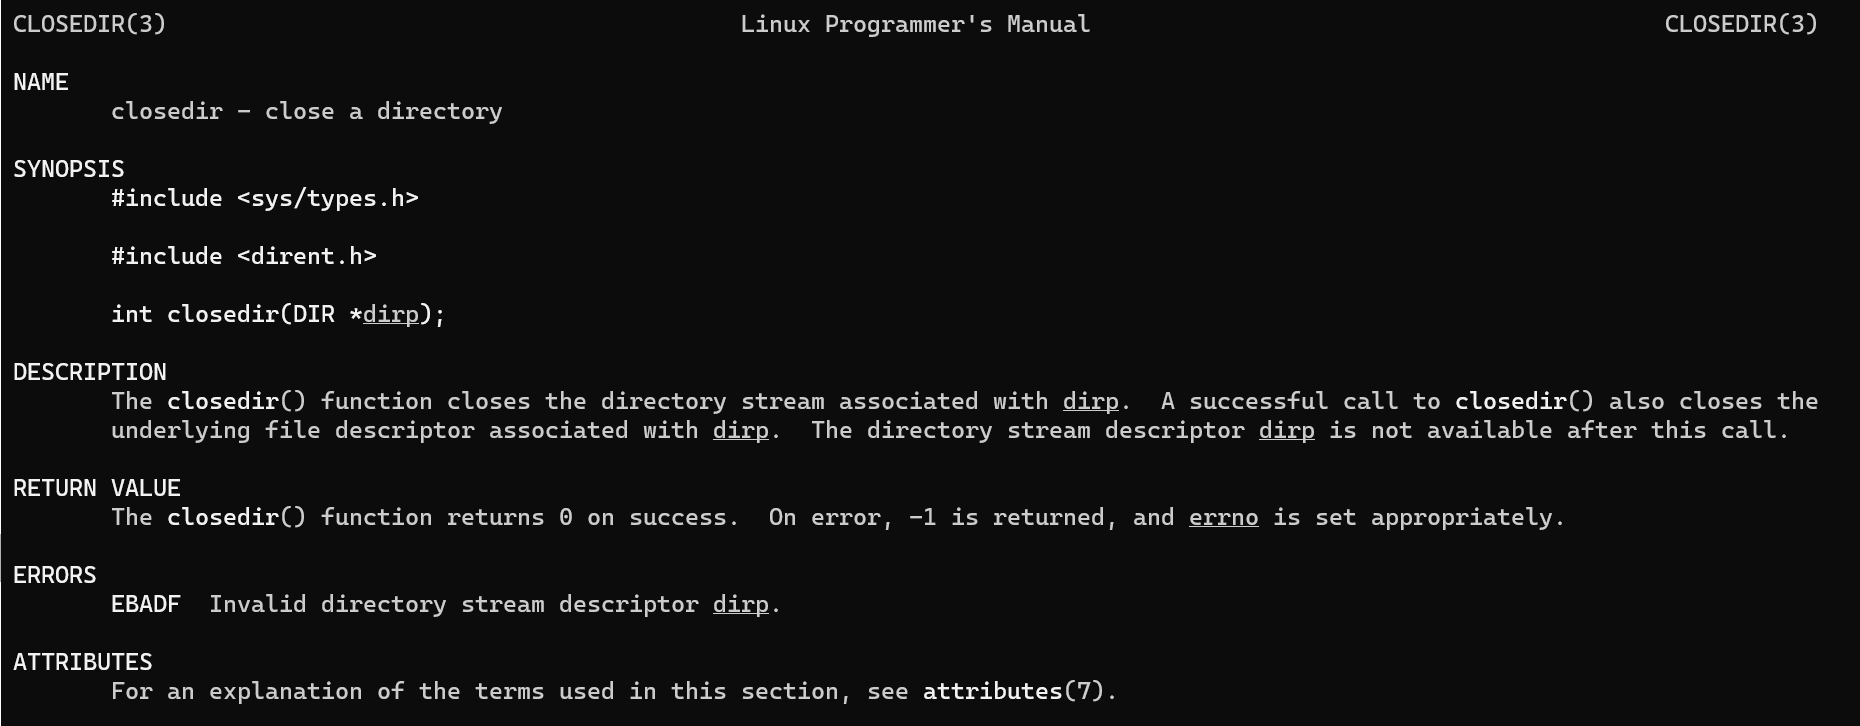 CLOSEDIR(3) Linux Programmer's Manual CLOSEDIR(3)
NAME
closedir - close a directory
SYNOPSIS
#include <sys/types.h>
#include <dirent.h>
int closedir(DIR *dirp);
DESCRIPTION
The closedir() function closes the directory stream associated with dirp.  A successful call to closedir() also closes the
underlying file descriptor associated with dirp.  The directory stream descriptor dirp is not available after this call.
RETURN VALUE
The closedir() function returns 0 on success.  On error, -1 is returned, and errno is set appropriately.
ERRORS
EBADF  Invalid directory stream descriptor dirp.
ATTRIBUTES
For an explanation of the terms used in this section, see attributes(7).